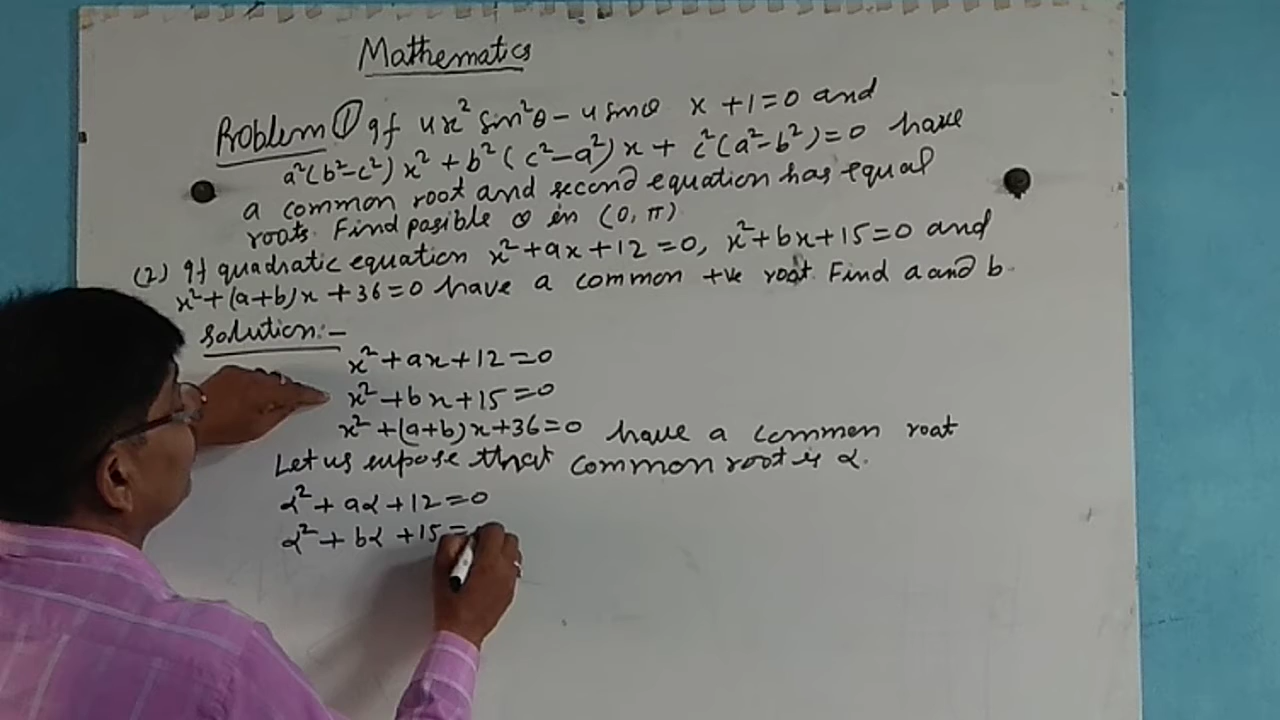 Mathematics
Problem ① If 4x² sin²θ - 4 sinθ x + 1 = 0 and
a²(b²-c²) x² + b²(c²-a²) x + c²(a²-b²) = 0 have
a common root and second equation has equal
roots. Find posible θ in (0, π)
(2) If quadratic equation x² + ax + 12 = 0, x² + bx + 15 = 0 and
x² + (a+b) x + 36 = 0 have a common +ve root. Find a and b.
Solution:-
x² + ax + 12 = 0
x² + bx + 15 = 0
x² + (a+b) x + 36 = 0 have a common root
Let us supose that common root is α.
α² + aα + 12 = 0
α² + bα + 15 =